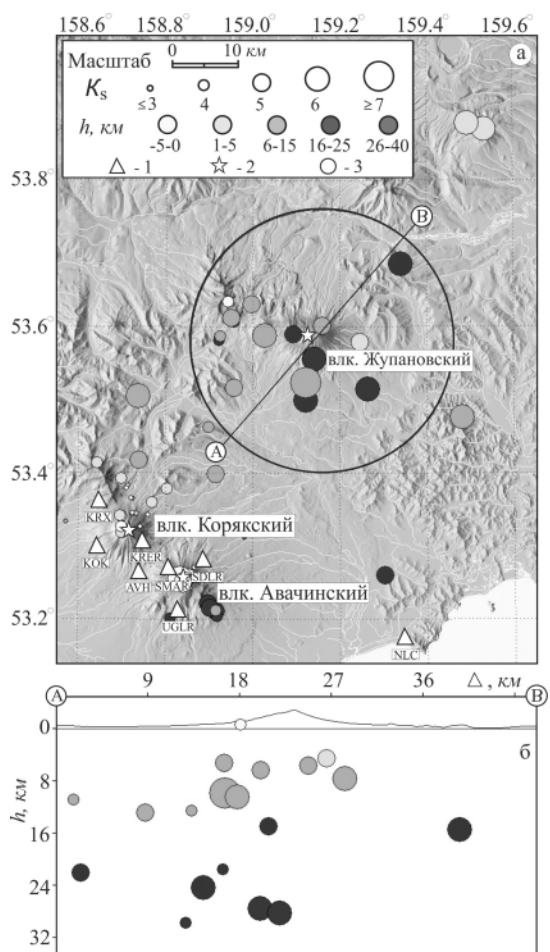 158.6° 158.8° 159.0° 159.2° 159.4° 159.6°
Масштаб 0 10 км
а
Ks
≤3 4 5 6 ≥7
h, км
-5-0 1-5 6-15 16-25 26-40
- 1 - 2 - 3
53.8°
B
53.6°
влк. Жупановский
A
53.4°
KRX
влк. Корякский
KRER
KOK
SDLR
AVH SMAR
влк. Авачинский
53.2°
UGLR
NLC
A 9 18 27 36 △, км B
0
б
8
h, км
16
24
32